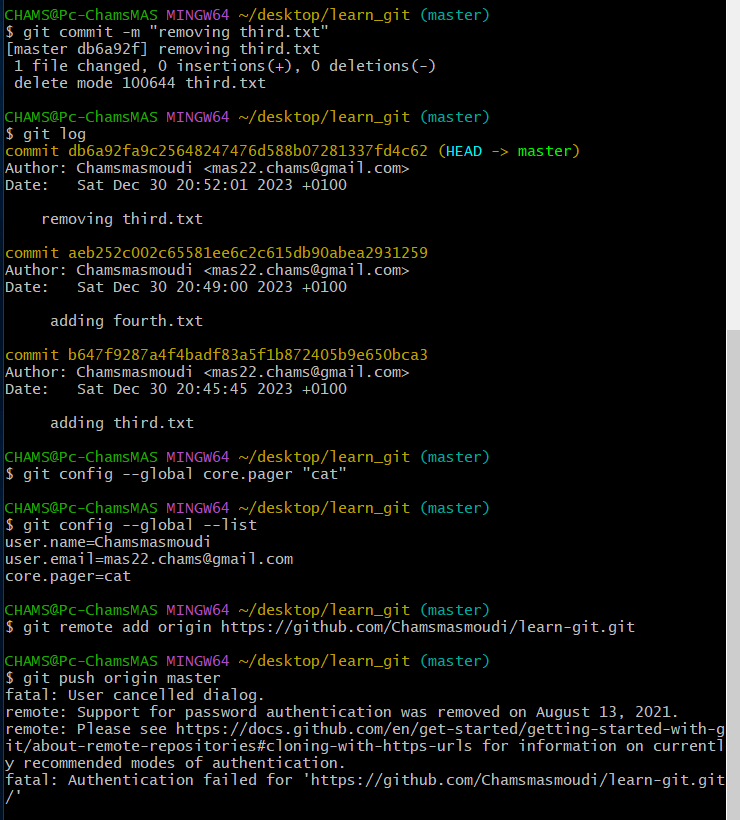 CHAMS@Pc-ChamsMAS MINGW64 ~/desktop/learn_git (master)
$ git commit -m "removing third.txt"
[master db6a92f] removing third.txt
 1 file changed, 0 insertions(+), 0 deletions(-)
 delete mode 100644 third.txt

CHAMS@Pc-ChamsMAS MINGW64 ~/desktop/learn_git (master)
$ git log
commit db6a92fa9c25648247476d588b07281337fd4c62 (HEAD -> master)
Author: Chamsmasmoudi <mas22.chams@gmail.com>
Date:   Sat Dec 30 20:52:01 2023 +0100

    removing third.txt

commit aeb252c002c65581ee6c2c615db90abea2931259
Author: Chamsmasmoudi <mas22.chams@gmail.com>
Date:   Sat Dec 30 20:49:00 2023 +0100

     adding fourth.txt

commit b647f9287a4f4badf83a5f1b872405b9e650bca3
Author: Chamsmasmoudi <mas22.chams@gmail.com>
Date:   Sat Dec 30 20:45:45 2023 +0100

     adding third.txt

CHAMS@Pc-ChamsMAS MINGW64 ~/desktop/learn_git (master)
$ git config --global core.pager "cat"

CHAMS@Pc-ChamsMAS MINGW64 ~/desktop/learn_git (master)
$ git config --global --list
user.name=Chamsmasmoudi
user.email=mas22.chams@gmail.com
core.pager=cat

CHAMS@Pc-ChamsMAS MINGW64 ~/desktop/learn_git (master)
$ git remote add origin https://github.com/Chamsmasmoudi/learn-git.git

CHAMS@Pc-ChamsMAS MINGW64 ~/desktop/learn_git (master)
$ git push origin master
fatal: User cancelled dialog.
remote: Support for password authentication was removed on August 13, 2021.
remote: Please see https://docs.github.com/en/get-started/getting-started-with-g
it/about-remote-repositories#cloning-with-https-urls for information on currentl
y recommended modes of authentication.
fatal: Authentication failed for 'https://github.com/Chamsmasmoudi/learn-git.git
/'